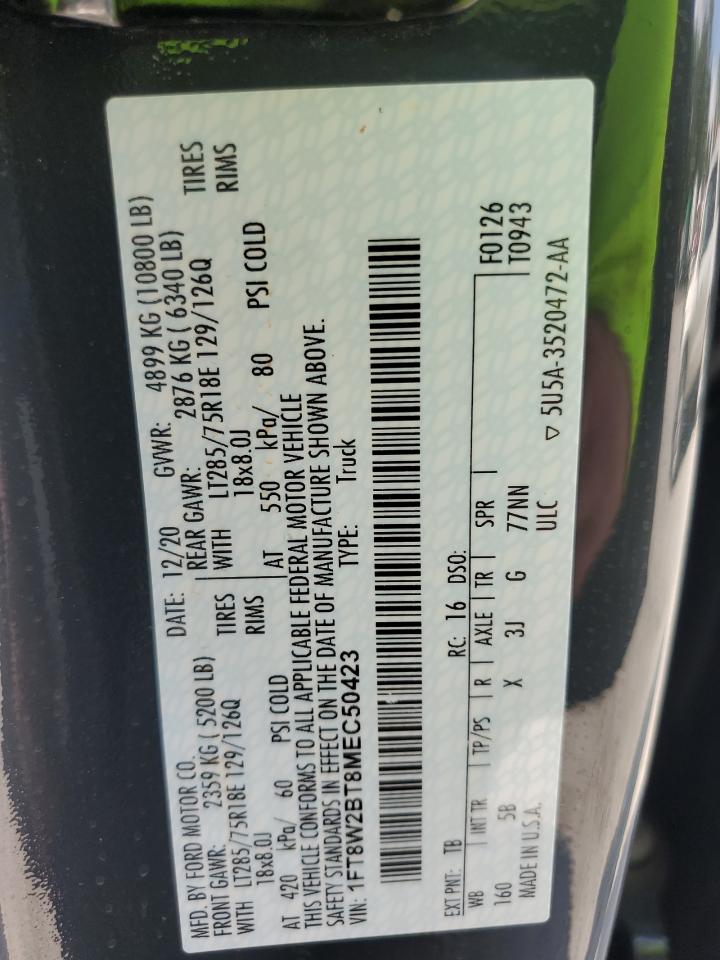 MFD. BY FORD MOTOR CO. DATE: 12/20 GVWR: 4899 KG (10800 LB)
FRONT GAWR: 2359 KG ( 5200 LB) REAR GAWR: 2876 KG ( 6340 LB)
WITH LT285/75R18E 129/126Q TIRES WITH LT285/75R18E 129/126Q TIRES
18x8.0J RIMS 18x8.0J RIMS
AT 420 kPa/ 60 PSI COLD AT 550 kPa/ 80 PSI COLD
THIS VEHICLE CONFORMS TO ALL APPLICABLE FEDERAL MOTOR VEHICLE
SAFETY STANDARDS IN EFFECT ON THE DATE OF MANUFACTURE SHOWN ABOVE.
VIN: 1FT8W2BT8MEC50423 TYPE: Truck
EXT PNT: TB RC: 16 DSO: F0126
WB INT TR TP/PS R AXLE TR SPR T0943
160 5B X 3J G 77NN
MADE IN U.S.A. ULC ▽ 5U5A-3520472-AA